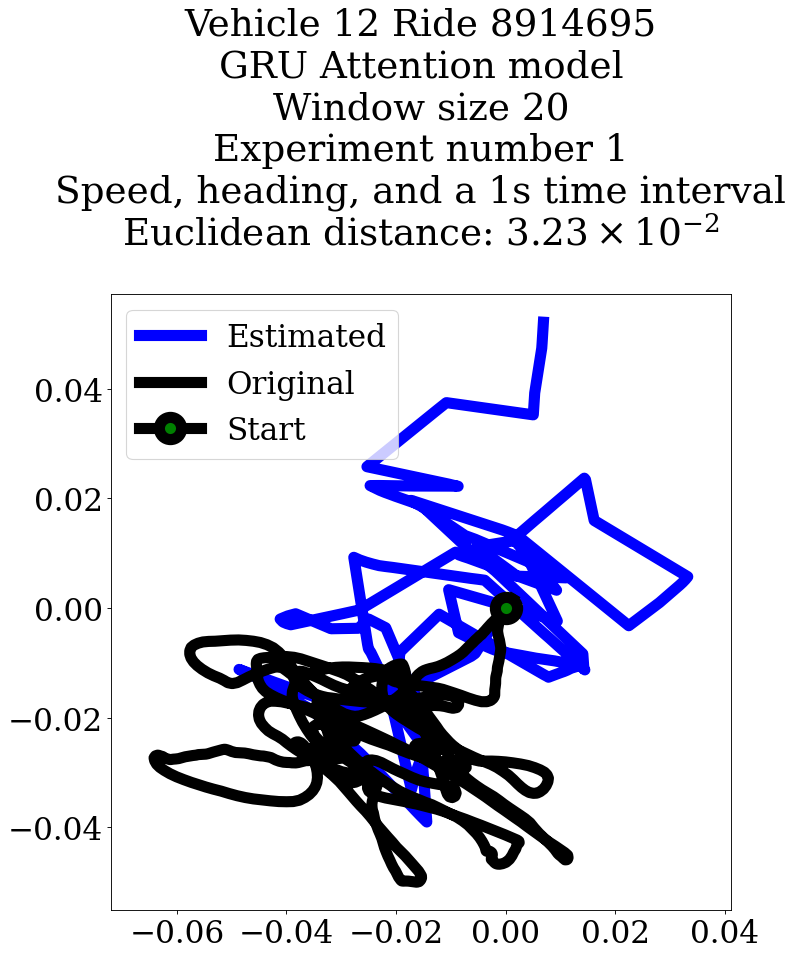 Vehicle 12 Ride 8914695
GRU Attention model
Window size 20
Experiment number 1
Speed, heading, and a 1s time interval
Euclidean distance: 3.23 × 10⁻²
Estimated
Original
Start
0.04
0.02
0.00
−0.02
−0.04
−0.06 −0.04 −0.02 0.00 0.02 0.04